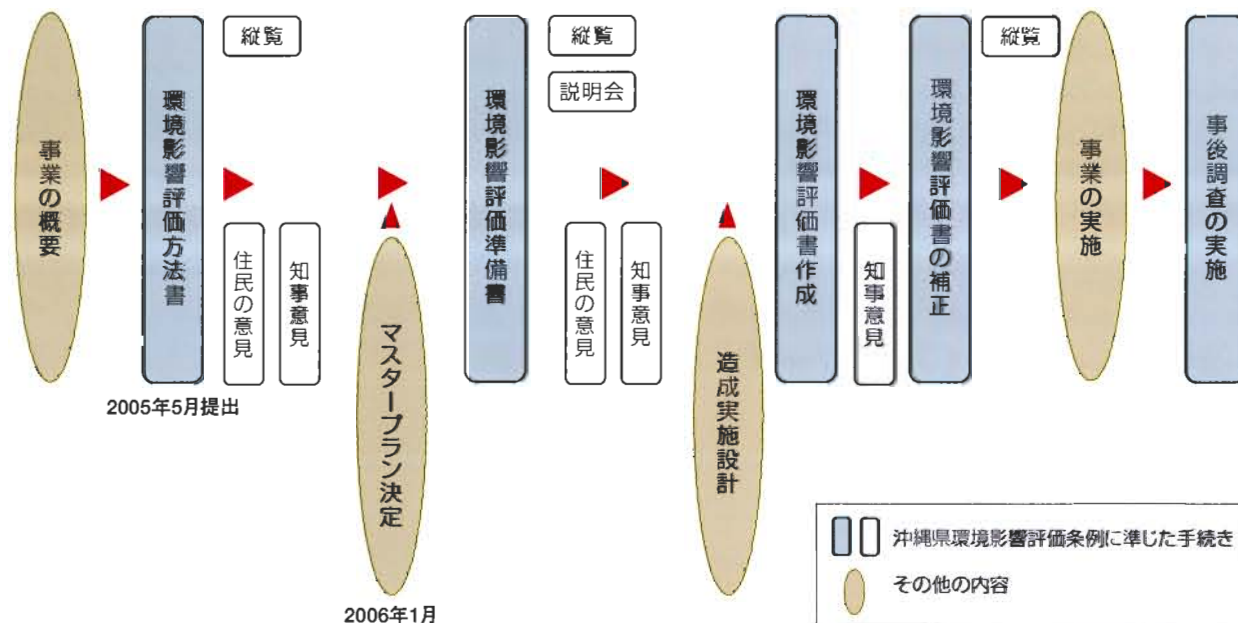 事業の概要
環境影響評価方法書
2005年5月提出
縦覧
住民の意見
知事意見
マスタープラン決定
2006年1月
環境影響評価準備書
縦覧
説明会
住民の意見
知事意見
造成実施設計
環境影響評価書作成
知事意見
環境影響評価書の補正
縦覧
事業の実施
事後調査の実施
沖縄県環境影響評価条例に準じた手続き
その他の内容